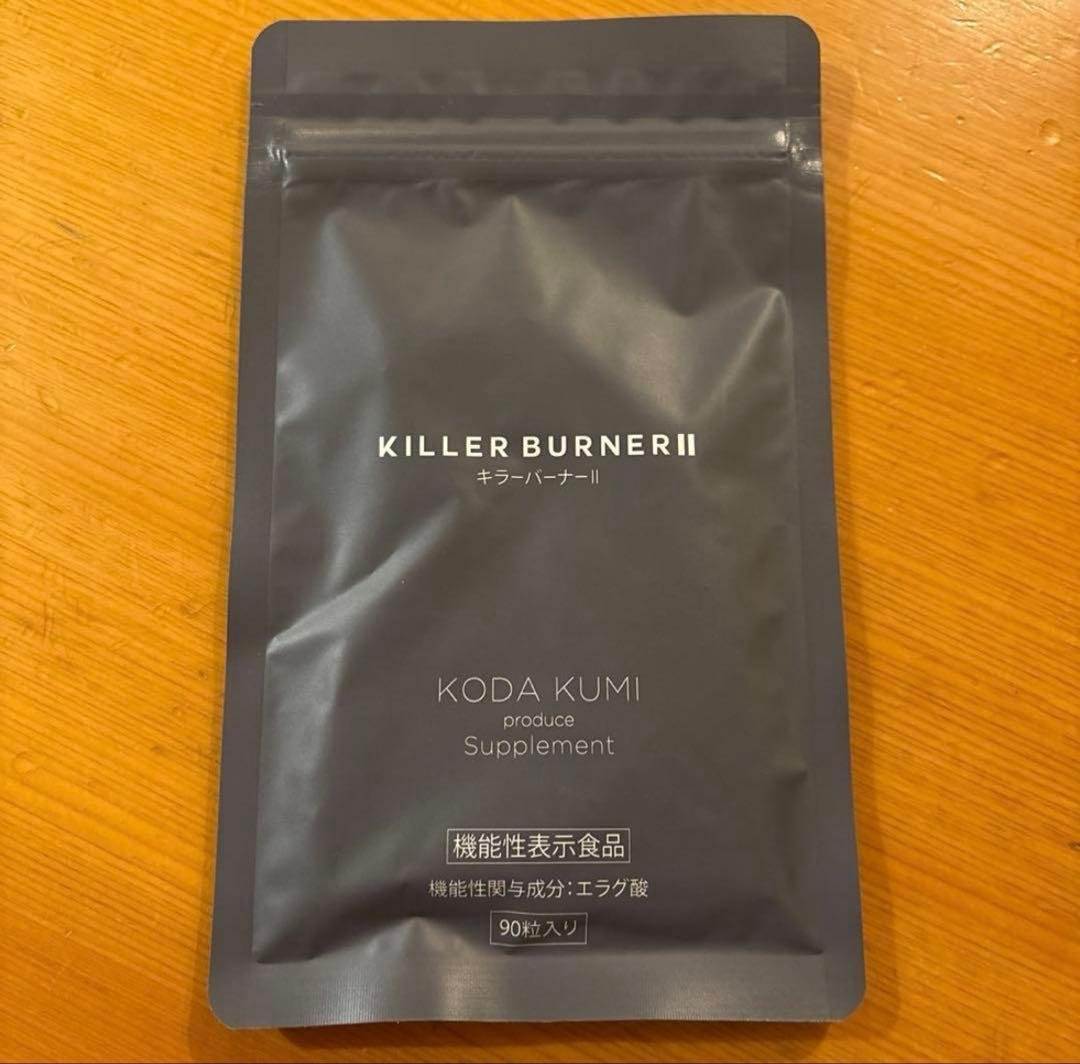 KILLER BURNERⅡ
キラーバーナーⅡ
KODA KUMI
produce
Supplement
機能性表示食品
機能性関与成分：エラグ酸
90粒入り